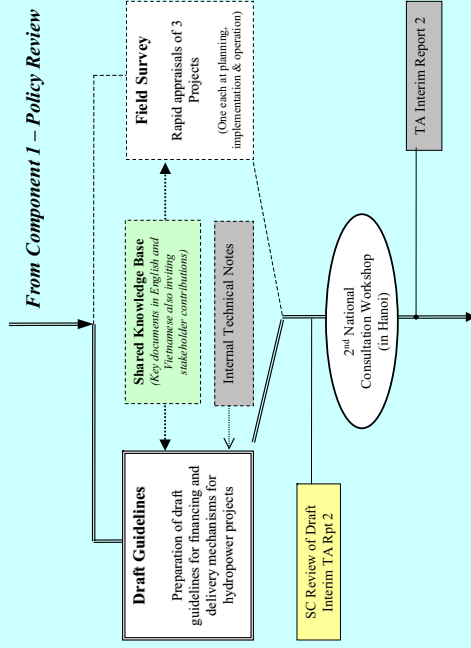 From Component 1 – Policy Review
Draft Guidelines
Preparation of draft
guidelines for financing and
delivery mechanisms for
hydropower projects
Shared Knowledge Base
(Key documents in English and
Vietnamese also inviting
stakeholder contributions)
Internal Technical Notes
Field Survey
Rapid appraisals of 3
Projects
(One each at planning,
implementation & operation)
SC Review of Draft
Interim TA Rpt 2
2nd National
Consultation Workshop
(in Hanoi)
TA Interim Report 2